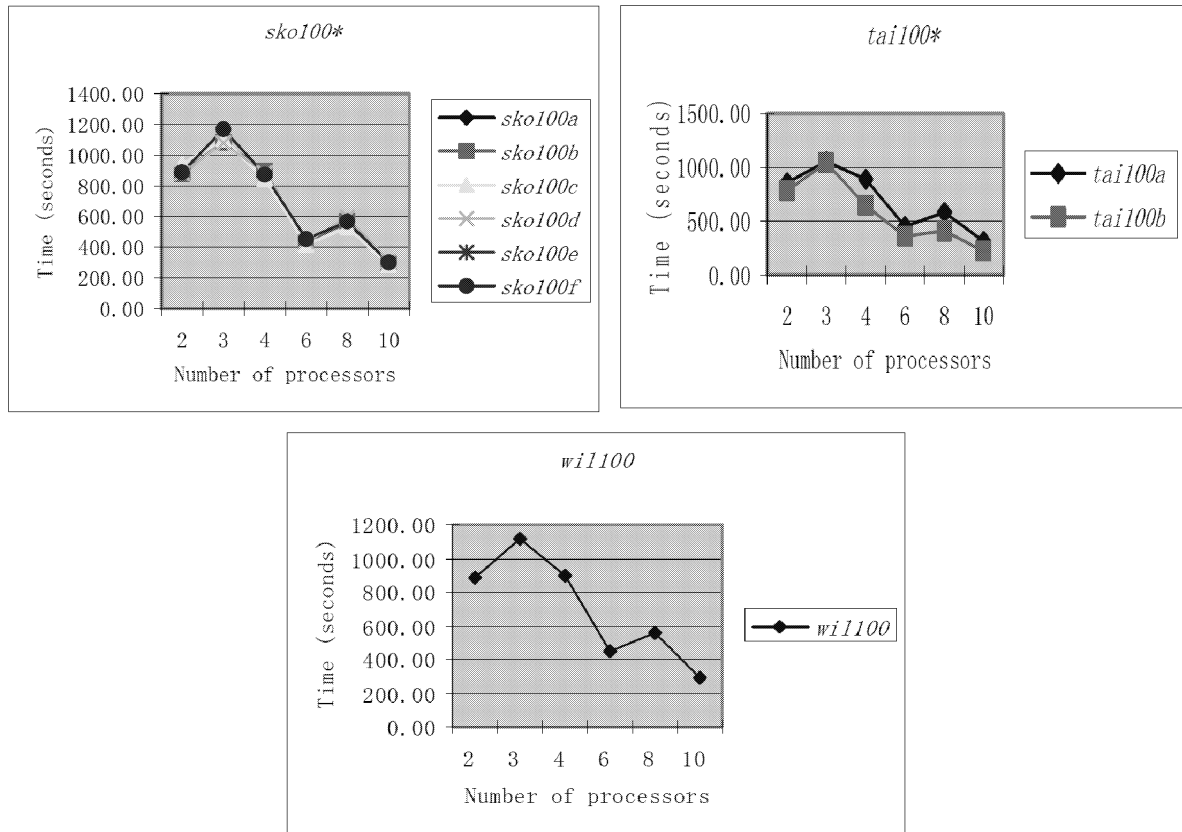 sko100*
Time (seconds)
1400.00
1200.00
1000.00
800.00
600.00
400.00
200.00
0.00
2 3 4 6 8 10
Number of processors
sko100a
sko100b
sko100c
sko100d
sko100e
sko100f
tai100*
Time (seconds)
1500.00
1000.00
500.00
0.00
2 3 4 6 8 10
Number of processors
tai100a
tai100b
wil100
Time (seconds)
1200.00
1000.00
800.00
600.00
400.00
200.00
0.00
2 3 4 6 8 10
Number of processors
wil100